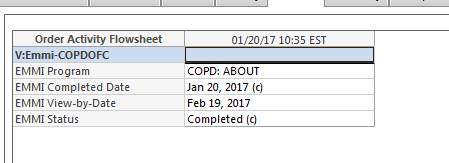 Order Activity Flowsheet 01/20/17 10:35 EST
V:Emmi-COPDOFC
EMMI Program COPD: ABOUT
EMMI Completed Date Jan 20, 2017 (c)
EMMI View-by-Date Feb 19, 2017
EMMI Status Completed (c)